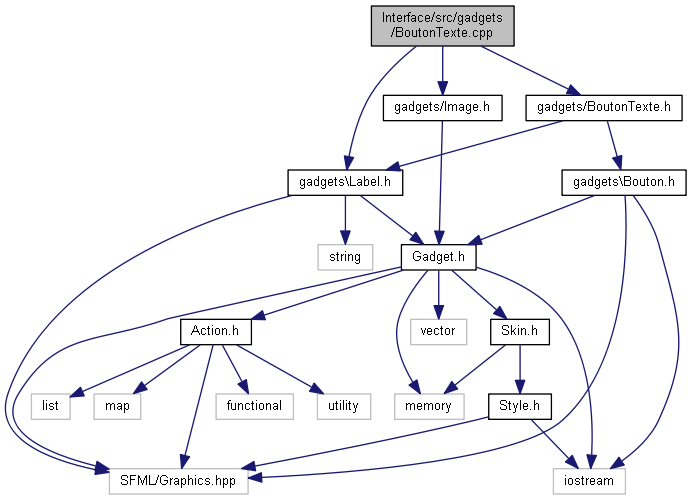 Interface/src/gadgets
/BoutonTexte.cpp
gadgets/Image.h
gadgets/BoutonTexte.h
gadgets\Label.h
gadgets\Bouton.h
string
Gadget.h
Action.h
vector
Skin.h
list
map
functional
utility
memory
Style.h
SFML/Graphics.hpp
iostream